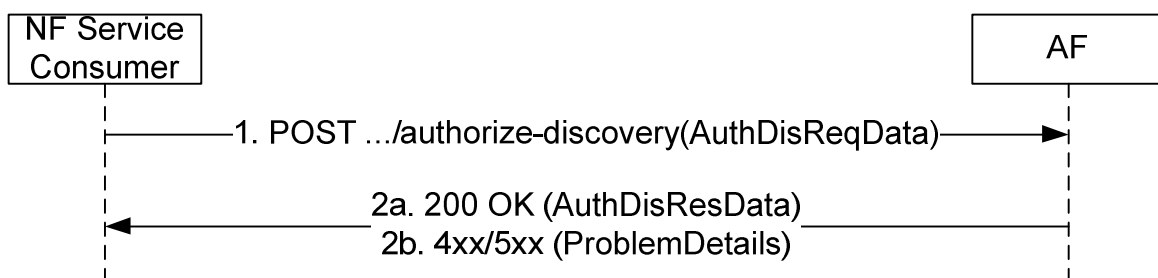 NF Service
Consumer
AF
1. POST .../authorize-discovery(AuthDisReqData)
2a. 200 OK (AuthDisResData)
2b. 4xx/5xx (ProblemDetails)